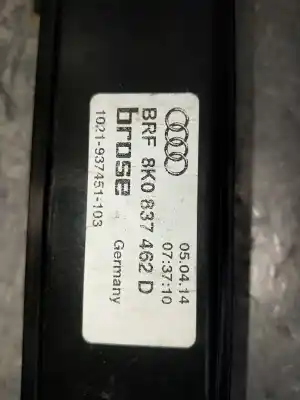 BRF 8K0 837 462 D
brose
1021-937451-103
Germany
05.04.14
07:37:10